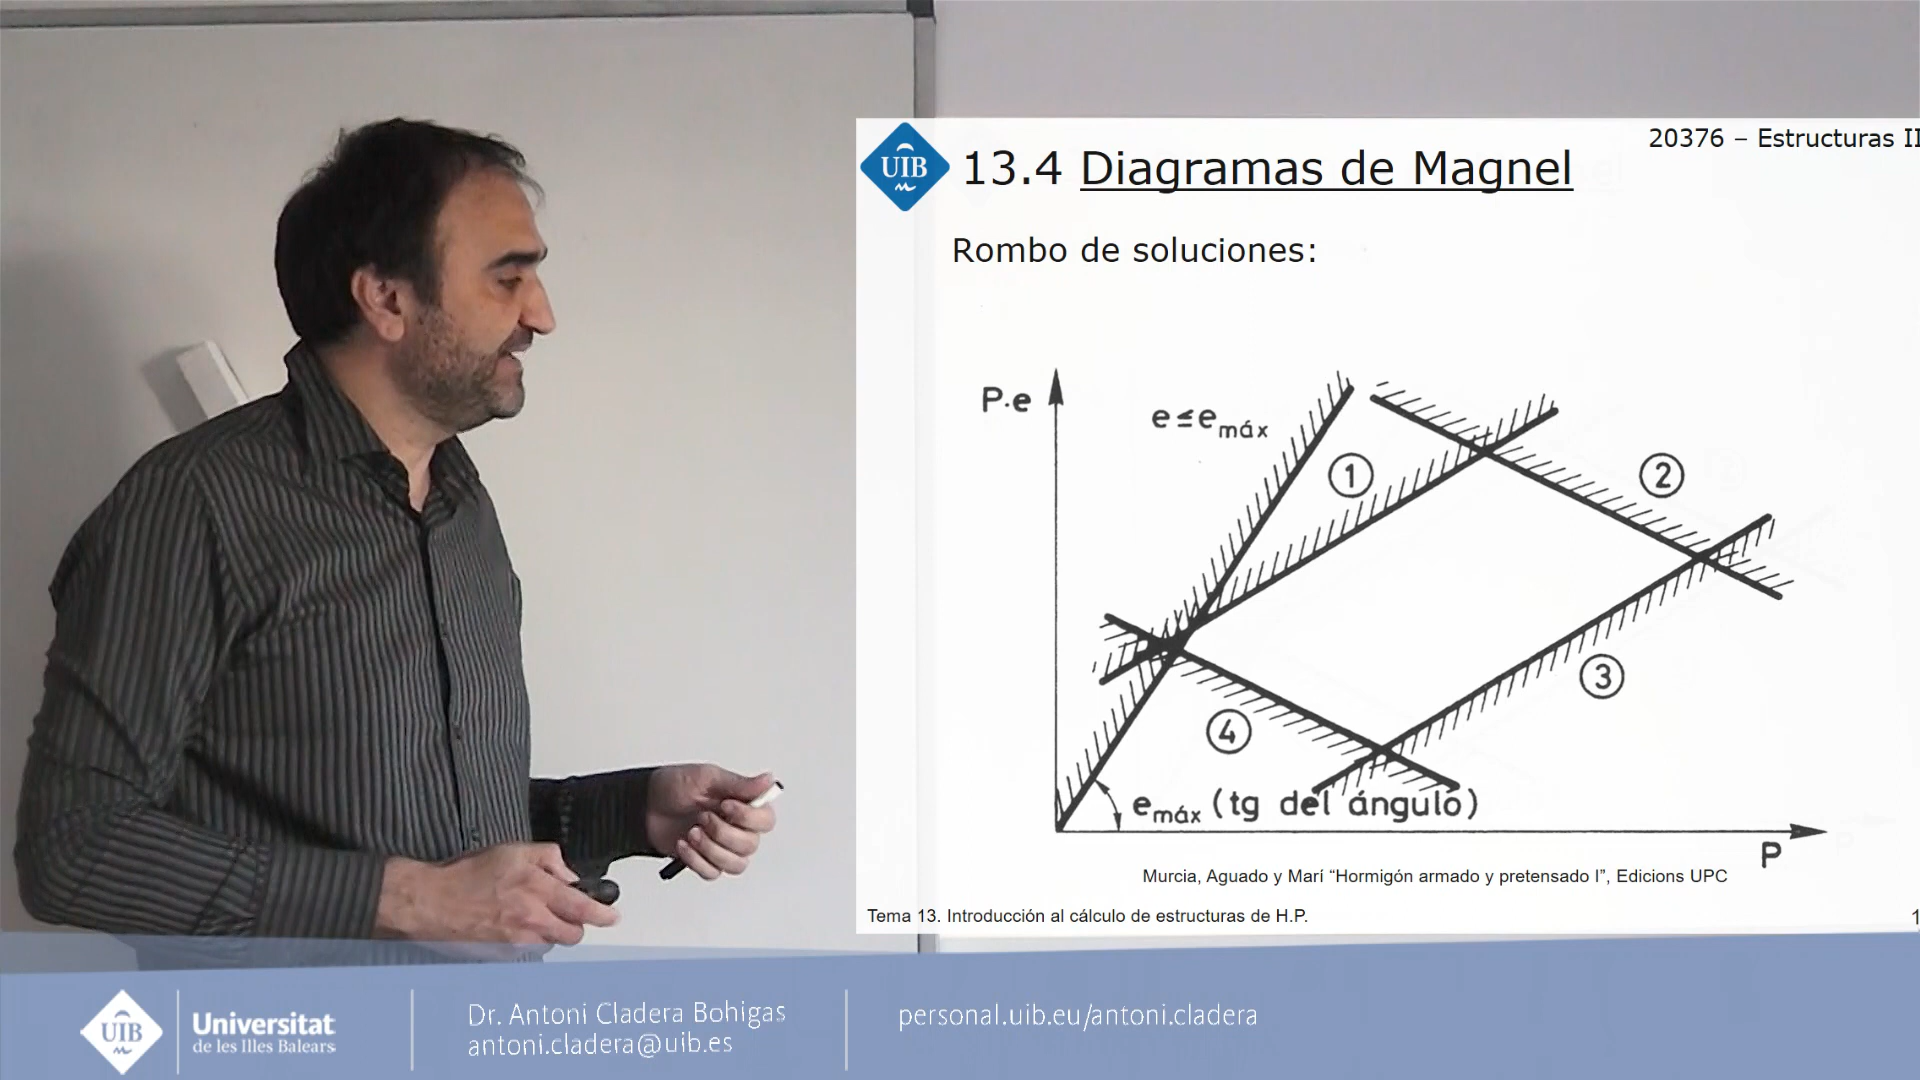 UIB
13.4 Diagramas de Magnel
20376 – Estructuras II
Rombo de soluciones:
P.e
e≤emáx
1
2
3
4
emáx (tg del ángulo)
P
Murcia, Aguado y Marí “Hormigón armado y pretensado I”, Edicions UPC
Tema 13. Introducción al cálculo de estructuras de H.P.
1
UIB
Universitat
de les Illes Balears
Dr. Antoni Cladera Bohigas
antoni.cladera@uib.es
personal.uib.eu/antoni.cladera